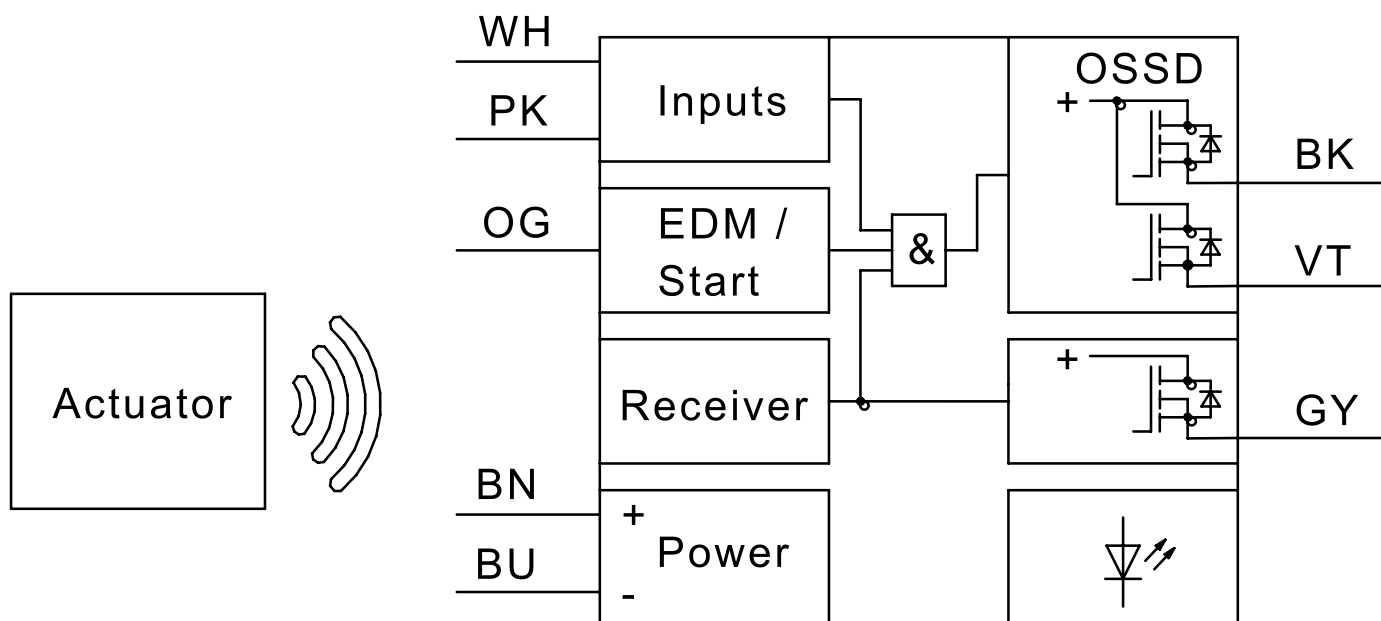 WH
PK
Inputs
OSSD
+
BK
OG
EDM /
Start
&
VT
Actuator
Receiver
+
GY
BN
BU
+
Power
-